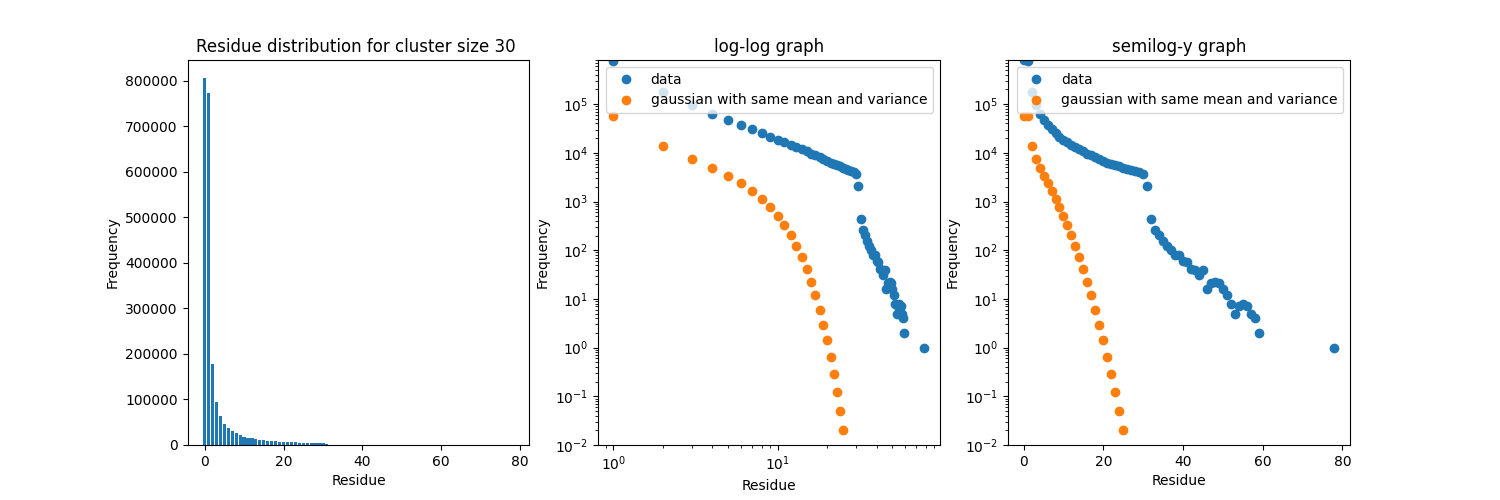 Residue distribution for cluster size 30
800000
700000
600000
500000
400000
300000
200000
100000
0
Frequency
0
20
40
60
80
Residue
log-log graph
data
gaussian with same mean and variance
10^5
10^4
10^3
10^2
10^1
10^0
10^-1
10^-2
Frequency
10^0
10^1
Residue
semilog-y graph
data
gaussian with same mean and variance
10^5
10^4
10^3
10^2
10^1
10^0
10^-1
10^-2
Frequency
0
20
40
60
80
Residue